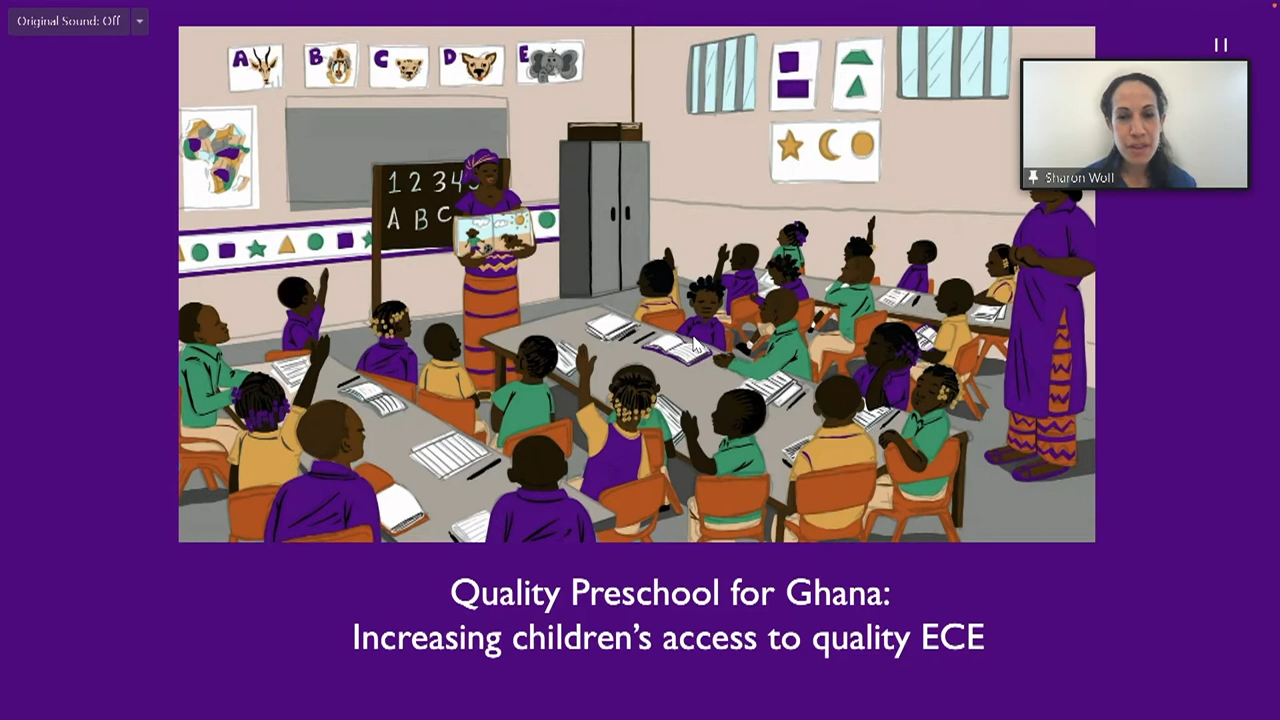 Original Sound: Off
A
B
C
D
E
1 2 3 4
A B C
Sharon Woll
Quality Preschool for Ghana:
Increasing children's access to quality ECE